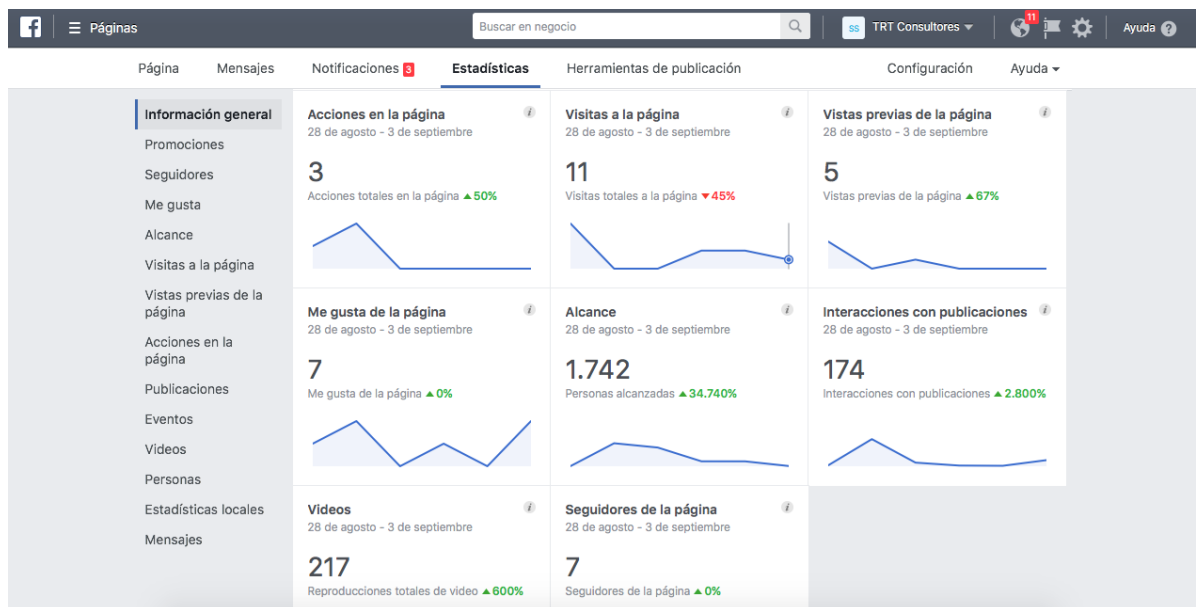 f
Páginas
Buscar en negocio
ss
TRT Consultores
11
Ayuda
?
Página
Mensajes
Notificaciones 3
Estadísticas
Herramientas de publicación
Configuración
Ayuda
Información general
Promociones
Seguidores
Me gusta
Alcance
Visitas a la página
Vistas previas de la
página
Acciones en la
página
Publicaciones
Eventos
Videos
Personas
Estadísticas locales
Mensajes
Acciones en la página
i
28 de agosto - 3 de septiembre
3
Acciones totales en la página ▲50%
Visitas a la página
i
28 de agosto - 3 de septiembre
11
Visitas totales a la página ▼45%
Vistas previas de la página
i
28 de agosto - 3 de septiembre
5
Vistas previas de la página ▲67%
Me gusta de la página
i
28 de agosto - 3 de septiembre
7
Me gusta de la página ▲0%
Alcance
i
28 de agosto - 3 de septiembre
1.742
Personas alcanzadas ▲34.740%
Interacciones con publicaciones
i
28 de agosto - 3 de septiembre
174
Interacciones con publicaciones ▲2.800%
Videos
i
28 de agosto - 3 de septiembre
217
Reproducciones totales de video ▲600%
Seguidores de la página
i
28 de agosto - 3 de septiembre
7
Seguidores de la página ▲0%